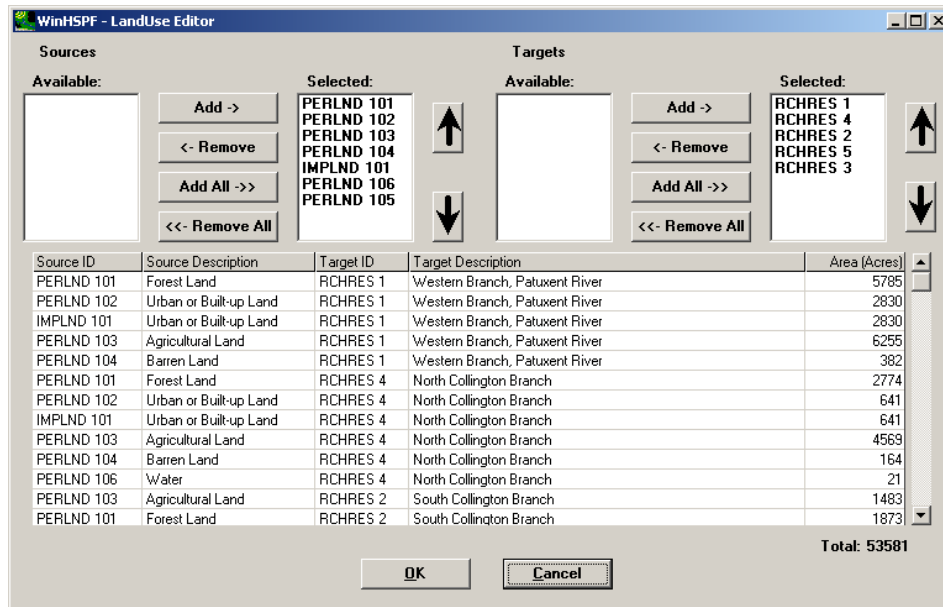 WinHSPF - LandUse Editor
Sources Targets
Available: Selected: Available: Selected:
Add -> Add ->
<- Remove <- Remove
Add All ->> Add All ->>
<<- Remove All <<- Remove All
PERLND 101
PERLND 102
PERLND 103
PERLND 104
IMPLND 101
PERLND 106
PERLND 105
RCHRES 1
RCHRES 4
RCHRES 2
RCHRES 5
RCHRES 3
Source ID Source Description Target ID Target Description Area (Acres)
PERLND 101 Forest Land RCHRES 1 Western Branch, Patuxent River 5785
PERLND 102 Urban or Built-up Land RCHRES 1 Western Branch, Patuxent River 2830
IMPLND 101 Urban or Built-up Land RCHRES 1 Western Branch, Patuxent River 2830
PERLND 103 Agricultural Land RCHRES 1 Western Branch, Patuxent River 6255
PERLND 104 Barren Land RCHRES 1 Western Branch, Patuxent River 382
PERLND 101 Forest Land RCHRES 4 North Collington Branch 2774
PERLND 102 Urban or Built-up Land RCHRES 4 North Collington Branch 641
IMPLND 101 Urban or Built-up Land RCHRES 4 North Collington Branch 641
PERLND 103 Agricultural Land RCHRES 4 North Collington Branch 4569
PERLND 104 Barren Land RCHRES 4 North Collington Branch 164
PERLND 106 Water RCHRES 4 North Collington Branch 21
PERLND 103 Agricultural Land RCHRES 2 South Collington Branch 1483
PERLND 101 Forest Land RCHRES 2 South Collington Branch 1873
Total: 53581
OK Cancel